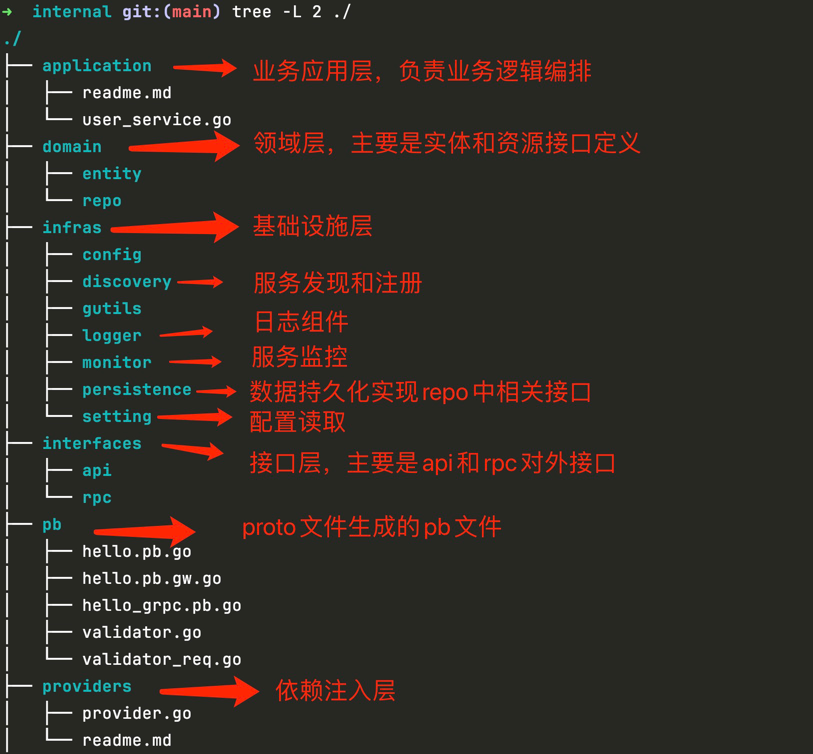 → internal git:(main) tree -L 2 ./
./
├── application 业务应用层，负责业务逻辑编排
│   ├── readme.md
│   └── user_service.go
├── domain 领域层，主要是实体和资源接口定义
│   ├── entity
│   └── repo
├── infras 基础设施层
│   ├── config
│   ├── discovery 服务发现和注册
│   ├── gutils
│   ├── logger 日志组件
│   ├── monitor 服务监控
│   ├── persistence 数据持久化实现repo中相关接口
│   └── setting 配置读取
├── interfaces 接口层，主要是api和rpc对外接口
│   ├── api
│   └── rpc
├── pb proto文件生成的pb文件
│   ├── hello.pb.go
│   ├── hello.pb.gw.go
│   ├── hello_grpc.pb.go
│   ├── validator.go
│   └── validator_req.go
├── providers 依赖注入层
│   ├── provider.go
│   └── readme.md